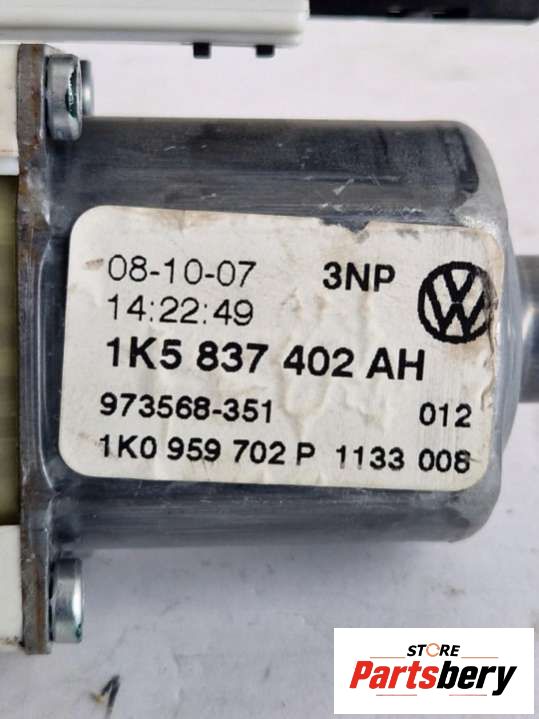 08-10-07 3NP
14:22:49
1K5 837 402 AH
973568-351 012
1K0 959 702 P 1133 008
STORE
Partsbery